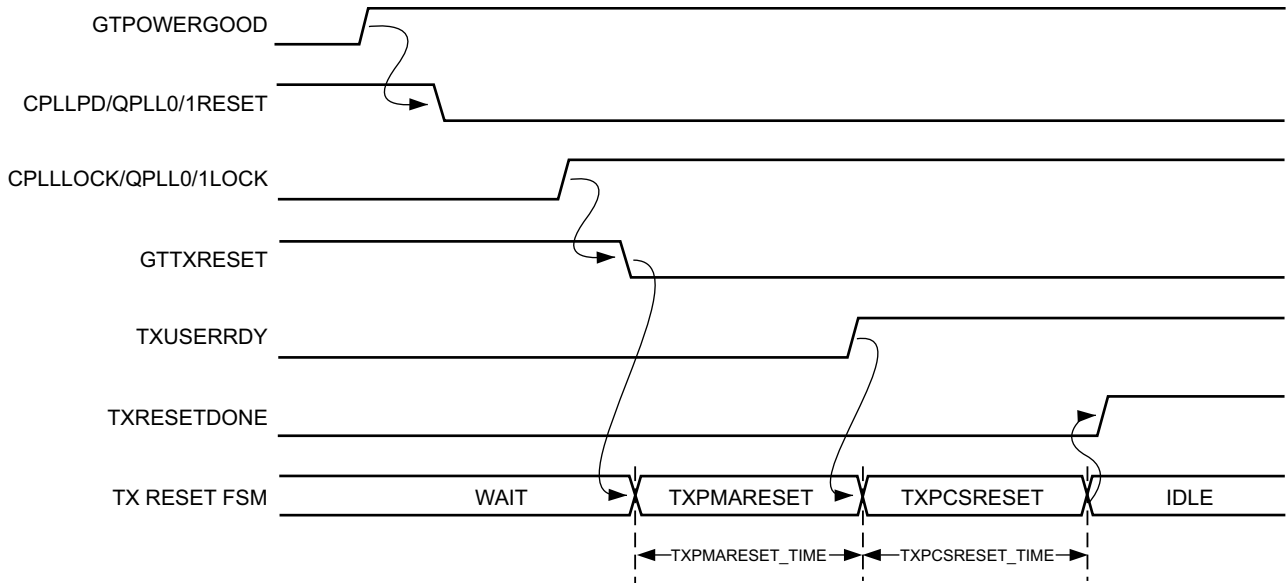 GTPOWERGOOD
CPLLPD/QPLL0/1RESET
CPLLLOCK/QPLL0/1LOCK
GTTXRESET
TXUSERRDY
TXRESETDONE
TX RESET FSM WAIT TXPMARESET TXPCSRESET IDLE
TXPMARESET_TIME TXPCSRESET_TIME